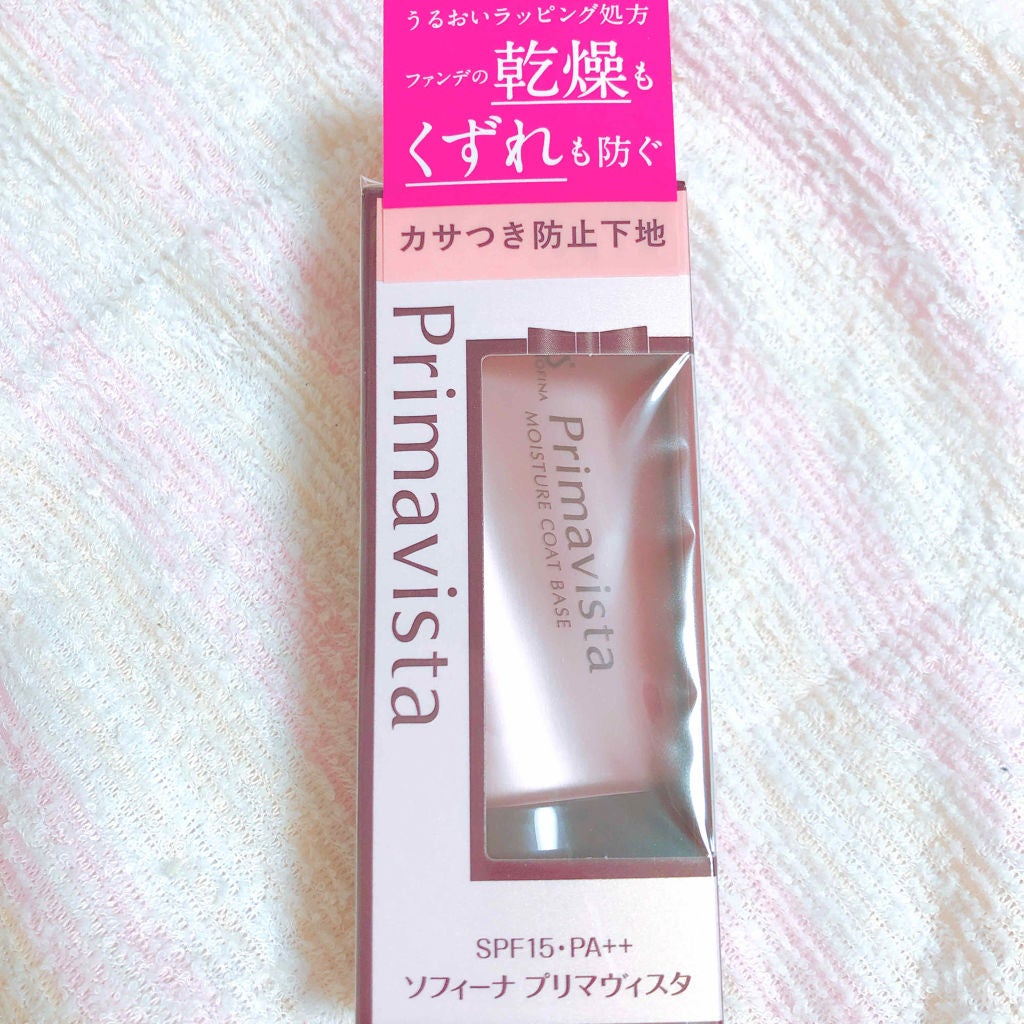 うるおいラッピング処方
ファンデの乾燥も
くずれも防ぐ
カサつき防止下地
Primavista
OFINA
Primavista
MOISTURE COAT BASE
SPF15・PA++
ソフィーナ プリマヴィスタ